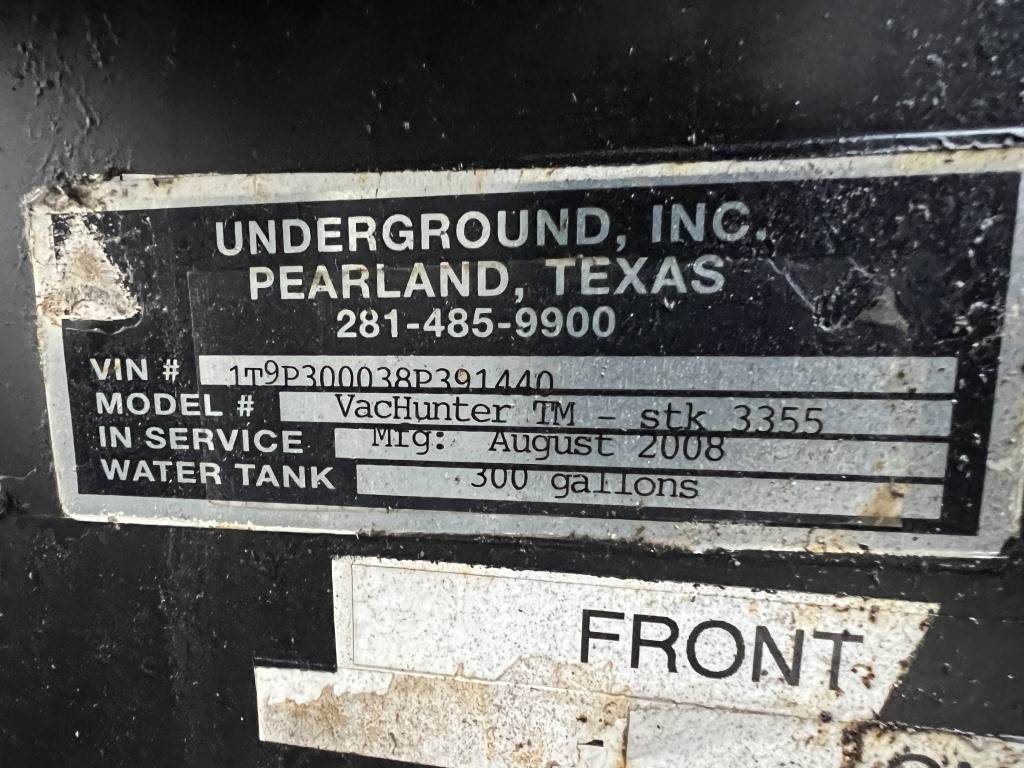 UNDERGROUND, INC.
PEARLAND, TEXAS
281-485-9900
VIN # 1T9P300038P391440
MODEL # VacHunter TM - stk 3355
IN SERVICE Mfg: August 2008
WATER TANK 300 gallons
FRONT